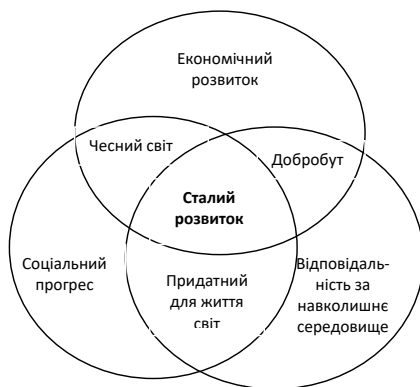 Економічний
розвиток
Чесний світ
Добробут
Сталий
розвиток
Соціальний
прогрес
Придатний
для життя
світ
Відповідаль-
ність за
навколишнє
середовище